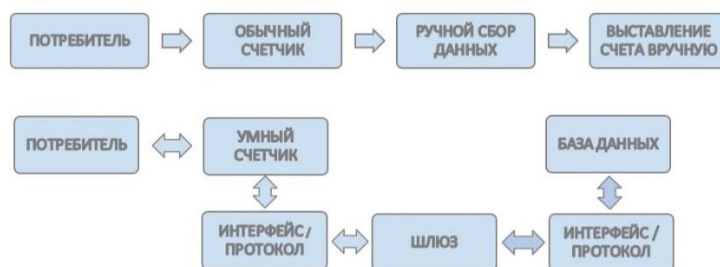 ПОТРЕБИТЕЛЬ
ОБЫЧНЫЙ
СЧЕТЧИК
РУЧНОЙ СБОР
ДАННЫХ
ВЫСТАВЛЕНИЕ
СЧЕТА ВРУЧНУЮ
ПОТРЕБИТЕЛЬ
УМНЫЙ
СЧЕТЧИК
БАЗА ДАННЫХ
ИНТЕРФЕЙС /
ПРОТОКОЛ
ШЛЮЗ
ИНТЕРФЕЙС /
ПРОТОКОЛ